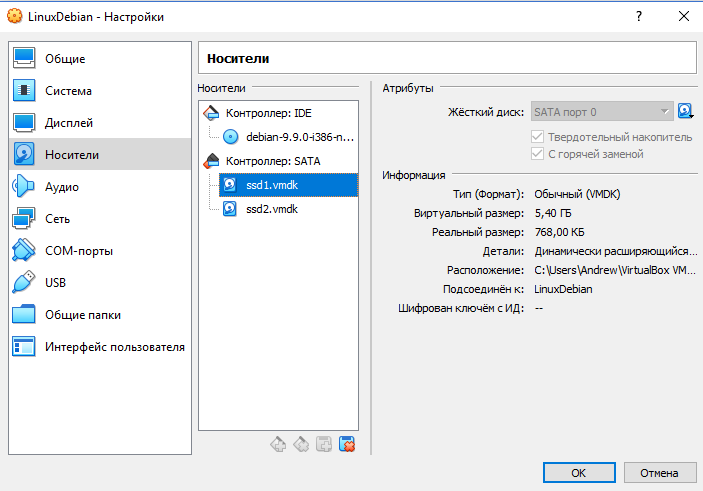 LinuxDebian - Настройки
?
Общие
Система
Дисплей
Носители
Аудио
Сеть
COM-порты
USB
Общие папки
Интерфейс пользователя
Носители
Носители
Контроллер: IDE
debian-9.9.0-i386-n...
Контроллер: SATA
ssd1.vmdk
ssd2.vmdk
Атрибуты
Жёсткий диск: SATA порт 0
Твердотельный накопитель
С горячей заменой
Информация
Тип (Формат): Обычный (VMDK)
Виртуальный размер: 5,40 ГБ
Реальный размер: 768,00 КБ
Детали: Динамически расширяющийся...
Расположение: C:\Users\Andrew\VirtualBox VM...
Подсоединён к: LinuxDebian
Шифрован ключём с ИД: --
OK
Отмена